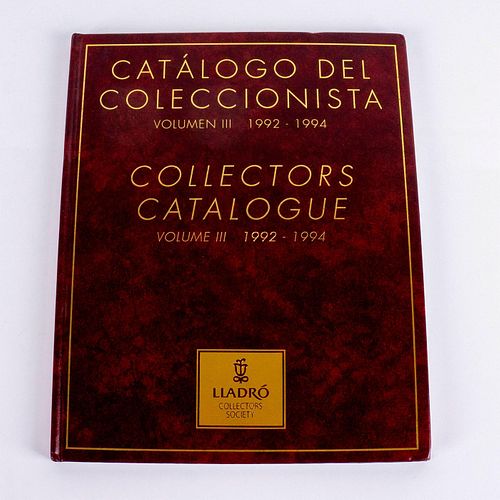 CATÁLOGO DEL
COLECCIONISTA
VOLUMEN III 1992 - 1994
COLLECTORS
CATALOGUE
VOLUME III 1992 - 1994
LLADRÓ
COLLECTORS
SOCIETY